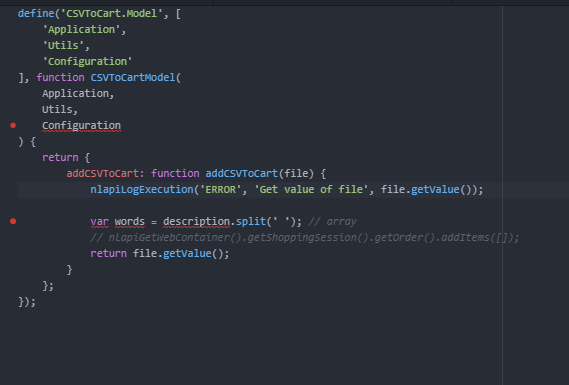 define('CSVToCart.Model', [
    'Application',
    'Utils',
    'Configuration'
], function CSVToCartModel(
    Application,
    Utils,
    Configuration
) {
    return {
        addCSVToCart: function addCSVToCart(file) {
            nlapiLogExecution('ERROR', 'Get value of file', file.getValue());
            var words = description.split(' '); // array
            // nlapiGetWebContainer().getShoppingSession().getOrder().addItems([]);
            return file.getValue();
        }
    };
});